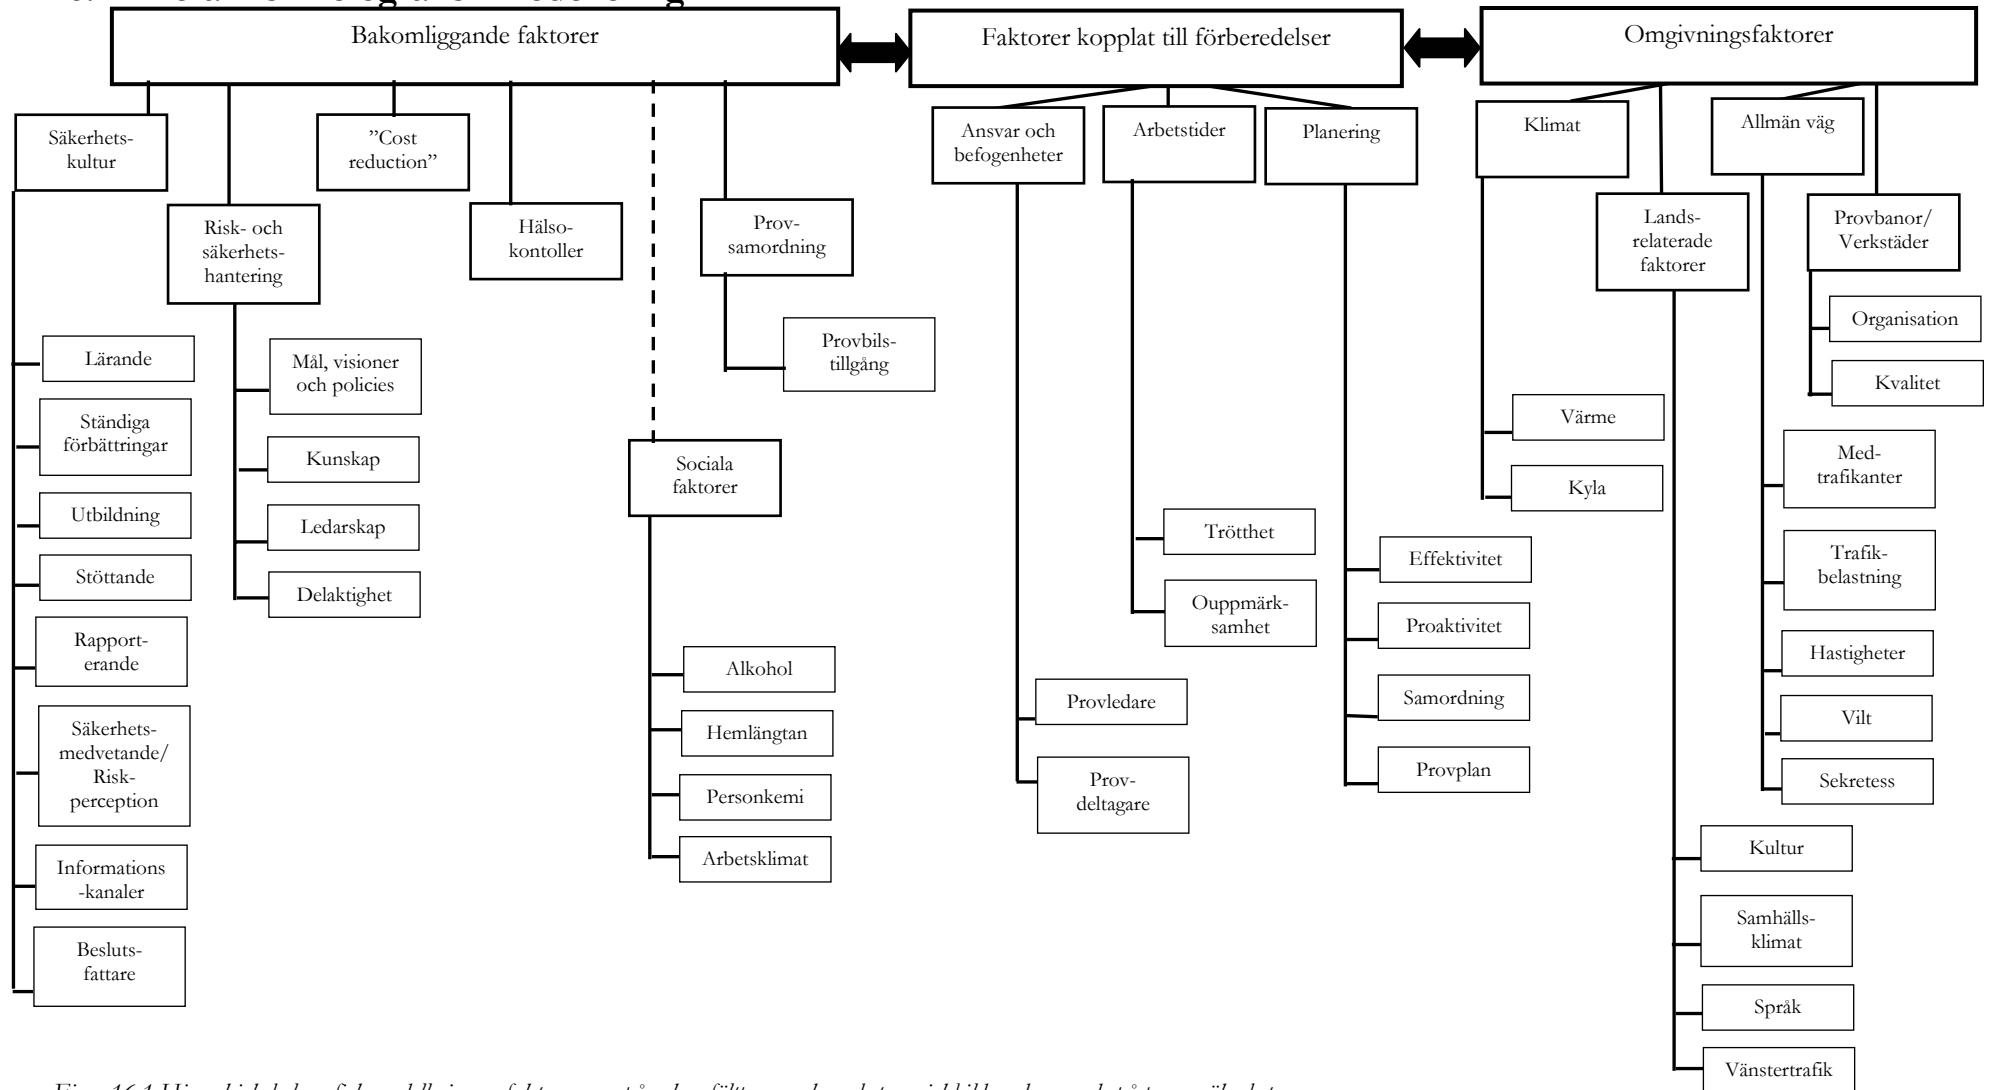 Bakomliggande faktorer
Faktorer kopplat till förberedelser
Omgivningsfaktorer
Säkerhets-
kultur
”Cost
reduction”
Ansvar och
befogenheter
Arbetstider
Planering
Klimat
Allmän väg
Risk- och
säkerhets-
hantering
Hälso-
kontoller
Prov-
samordning
Lands-
relaterade
faktorer
Provbanor/
Verkstäder
Organisation
Kvalitet
Provbils-
tillgång
Lärande
Ständiga
förbättringar
Utbildning
Stöttande
Rapport-
erande
Säkerhets-
medvetande/
Risk-
perception
Informations
-kanaler
Besluts-
fattare
Mål, visioner
och policies
Kunskap
Ledarskap
Delaktighet
Sociala
faktorer
Alkohol
Hemlängtan
Personkemi
Arbetsklimat
Provledare
Prov-
deltagare
Trötthet
Ouppmärk-
samhet
Effektivitet
Proaktivitet
Samordning
Provplan
Värme
Kyla
Med-
trafikanter
Trafik-
belastning
Hastigheter
Vilt
Sekretess
Kultur
Samhälls-
klimat
Språk
Vänstertrafik